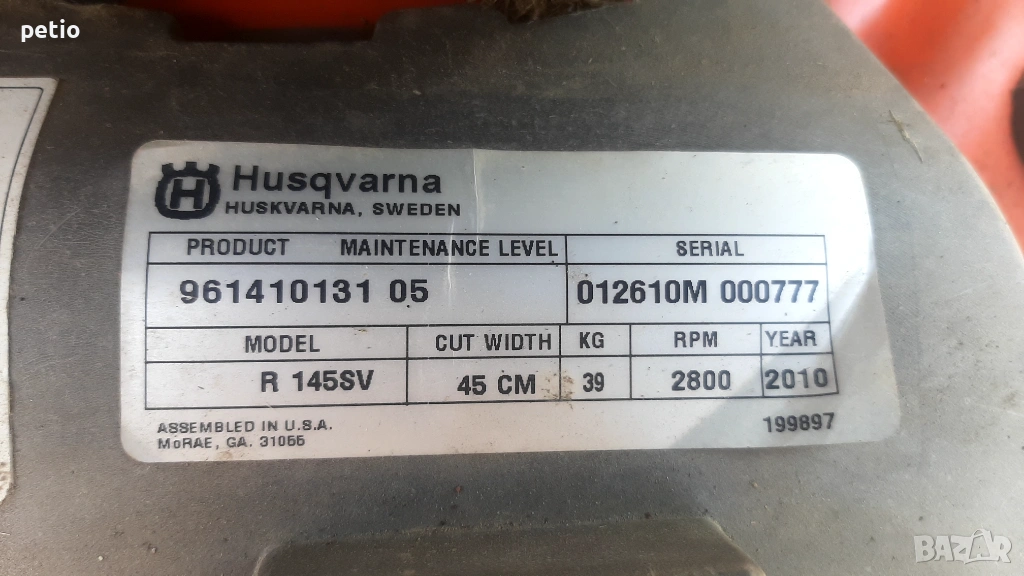 petio
Husqvarna
HUSKVARNA, SWEDEN
PRODUCT MAINTENANCE LEVEL SERIAL
961410131 05 012610M 000777
MODEL CUT WIDTH KG RPM YEAR
R 145SV 45 CM 39 2800 2010
ASSEMBLED IN U.S.A. 199897
McRAE, GA. 31055
BAZAR